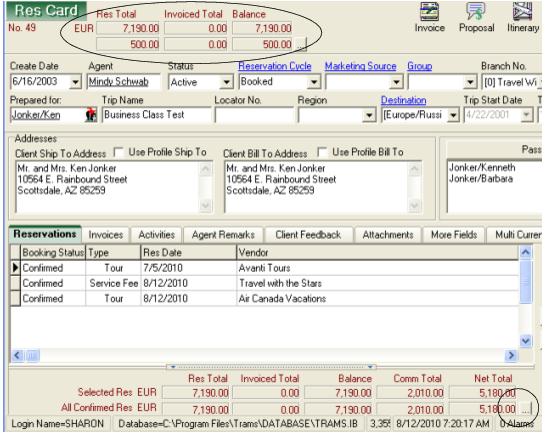 Res Card
Res Total Invoiced Total Balance
No. 49 EUR 7,190.00 0.00 7,190.00
500.00 0.00 500.00 ...
Invoice Proposal Itinerary
Create Date Agent Status Reservation Cycle Marketing Source Group Branch No.
6/16/2003 Mindy Schwab Active Booked [0] Travel Wi
Prepared for: Trip Name Locator No. Region Destination Trip Start Date T
Jonker/Ken Business Class Test [Europe/Russi 4/22/2001
Addresses
Client Ship To Address Use Profile Ship To Client Bill To Address Use Profile Bill To Pass
Mr. and Mrs. Ken Jonker Mr. and Mrs. Ken Jonker Jonker/Kenneth
10564 E. Rainbound Street 10564 E. Rainbound Street Jonker/Barbara
Scottsdale, AZ 85259 Scottsdale, AZ 85259
Reservations Invoices Activities Agent Remarks Client Feedback Attachments More Fields Multi Curren
Booking Status Type Res Date Vendor
Confirmed Tour 7/5/2010 Avanti Tours
Confirmed Service Fee 8/12/2010 Travel with the Stars
Confirmed Tour 8/12/2010 Air Canada Vacations
Res Total Invoiced Total Balance Comm Total Net Total
Selected Res EUR 7,190.00 0.00 7,190.00 2,010.00 5,180.00
All Confirmed Res EUR 7,190.00 0.00 7,190.00 2,010.00 5,180.00 ...
Login Name=SHARON Database=C:\Program Files\Trams\DATABASE\TRAMS.IB 3,355 8/12/2010 7:20:17 AM 0 Alarms